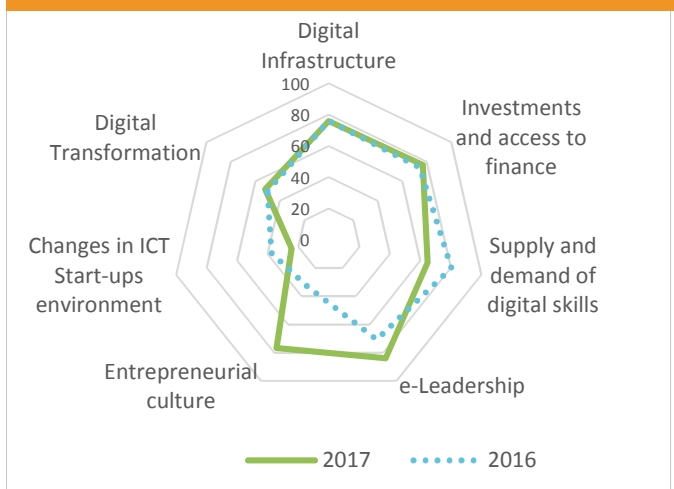 Digital
Infrastructure
100
80
60
40
20
0
Investments
and access to
finance
Supply and
demand of
digital skills
e-Leadership
Entrepreneurial
culture
Changes in ICT
Start-ups
environment
Digital
Transformation
2017
2016